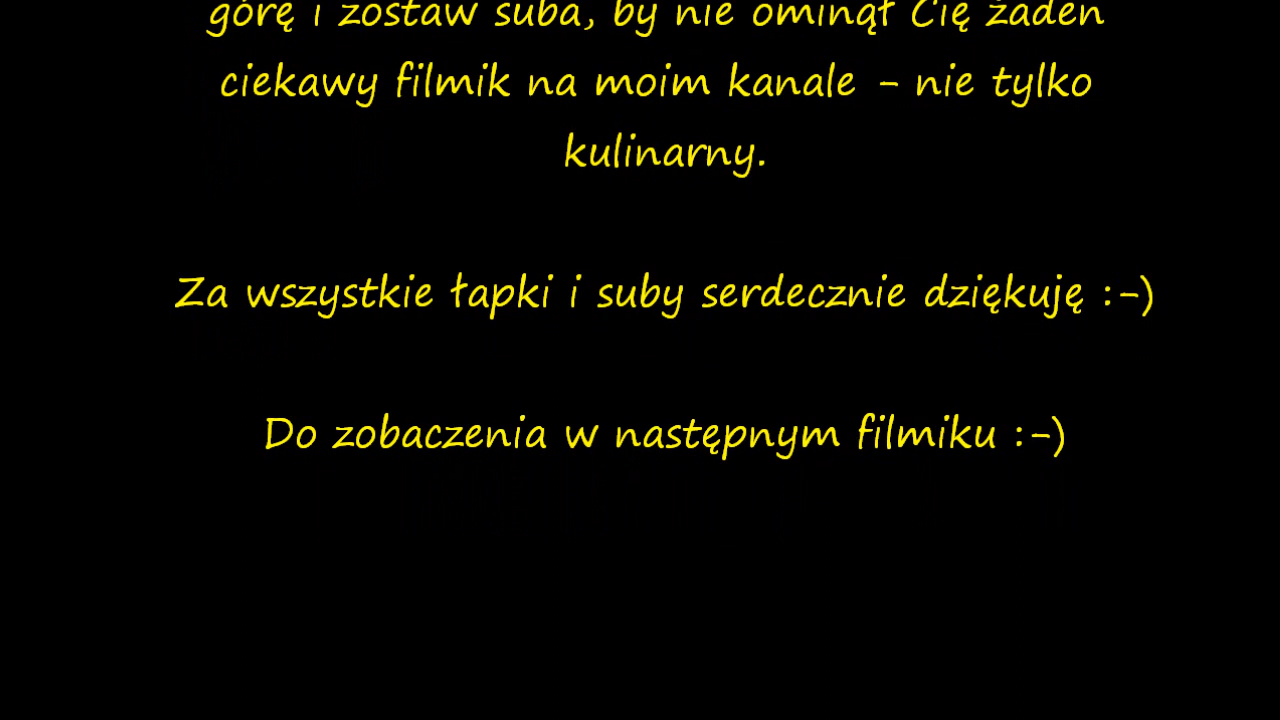 górę i zostaw suba, by nie ominął Cię żaden
ciekawy filmik na moim kanale - nie tylko
kulinarny.
Za wszystkie łapki i suby serdecznie dziękuję :-)
Do zobaczenia w następnym filmiku :-)